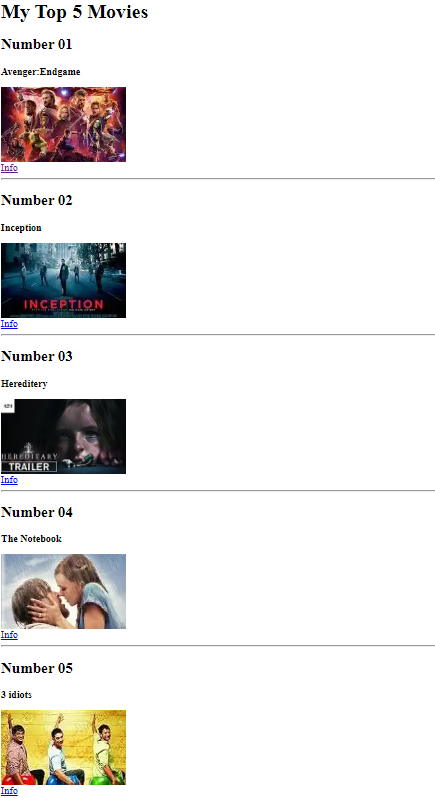 My Top 5 Movies
Number 01
Avenger:Endgame
Info
Number 02
Inception
INCEPTION
Info
Number 03
Hereditery
HEREDITARY
TRAILER
Info
Number 04
The Notebook
Info
Number 05
3 idiots
Info